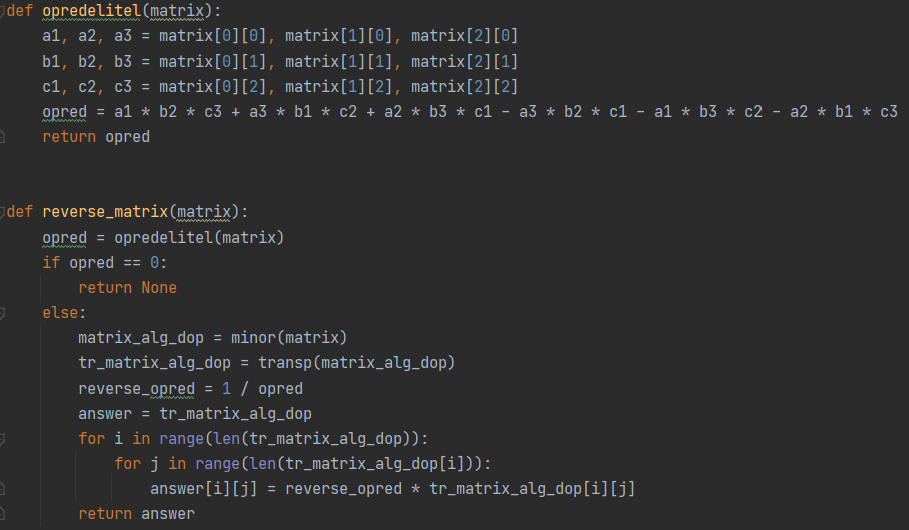 def opredelitel(matrix):
    a1, a2, a3 = matrix[0][0], matrix[1][0], matrix[2][0]
    b1, b2, b3 = matrix[0][1], matrix[1][1], matrix[2][1]
    c1, c2, c3 = matrix[0][2], matrix[1][2], matrix[2][2]
    opred = a1 * b2 * c3 + a3 * b1 * c2 + a2 * b3 * c1 - a3 * b2 * c1 - a1 * b3 * c2 - a2 * b1 * c3
    return opred
def reverse_matrix(matrix):
    opred = opredelitel(matrix)
    if opred == 0:
        return None
    else:
        matrix_alg_dop = minor(matrix)
        tr_matrix_alg_dop = transp(matrix_alg_dop)
        reverse_opred = 1 / opred
        answer = tr_matrix_alg_dop
        for i in range(len(tr_matrix_alg_dop)):
            for j in range(len(tr_matrix_alg_dop[i])):
                answer[i][j] = reverse_opred * tr_matrix_alg_dop[i][j]
        return answer